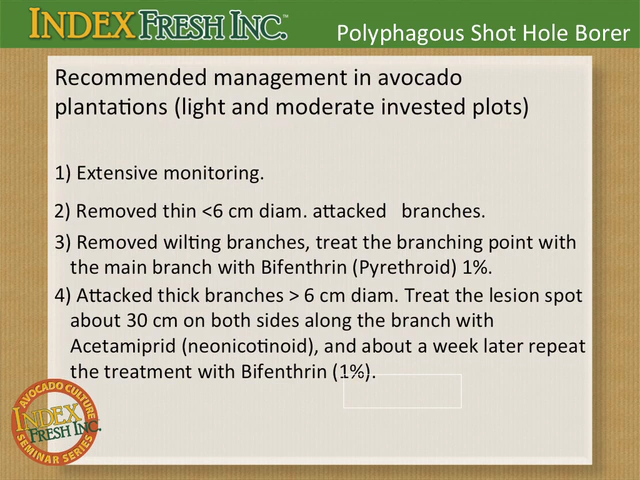 INDEX FRESH INC.™
Polyphagous Shot Hole Borer
Recommended management in avocado
plantations (light and moderate invested plots)
1) Extensive monitoring.
2) Removed thin <6 cm diam. attacked branches.
3) Removed wilting branches, treat the branching point with
the main branch with Bifenthrin (Pyrethroid) 1%.
4) Attacked thick branches > 6 cm diam. Treat the lesion spot
about 30 cm on both sides along the branch with
Acetamiprid (neonicotinoid), and about a week later repeat
the treatment with Bifenthrin (1%).
AVOCADO CULTURE
INDEX
FRESH INC.
SEMINAR SERIES